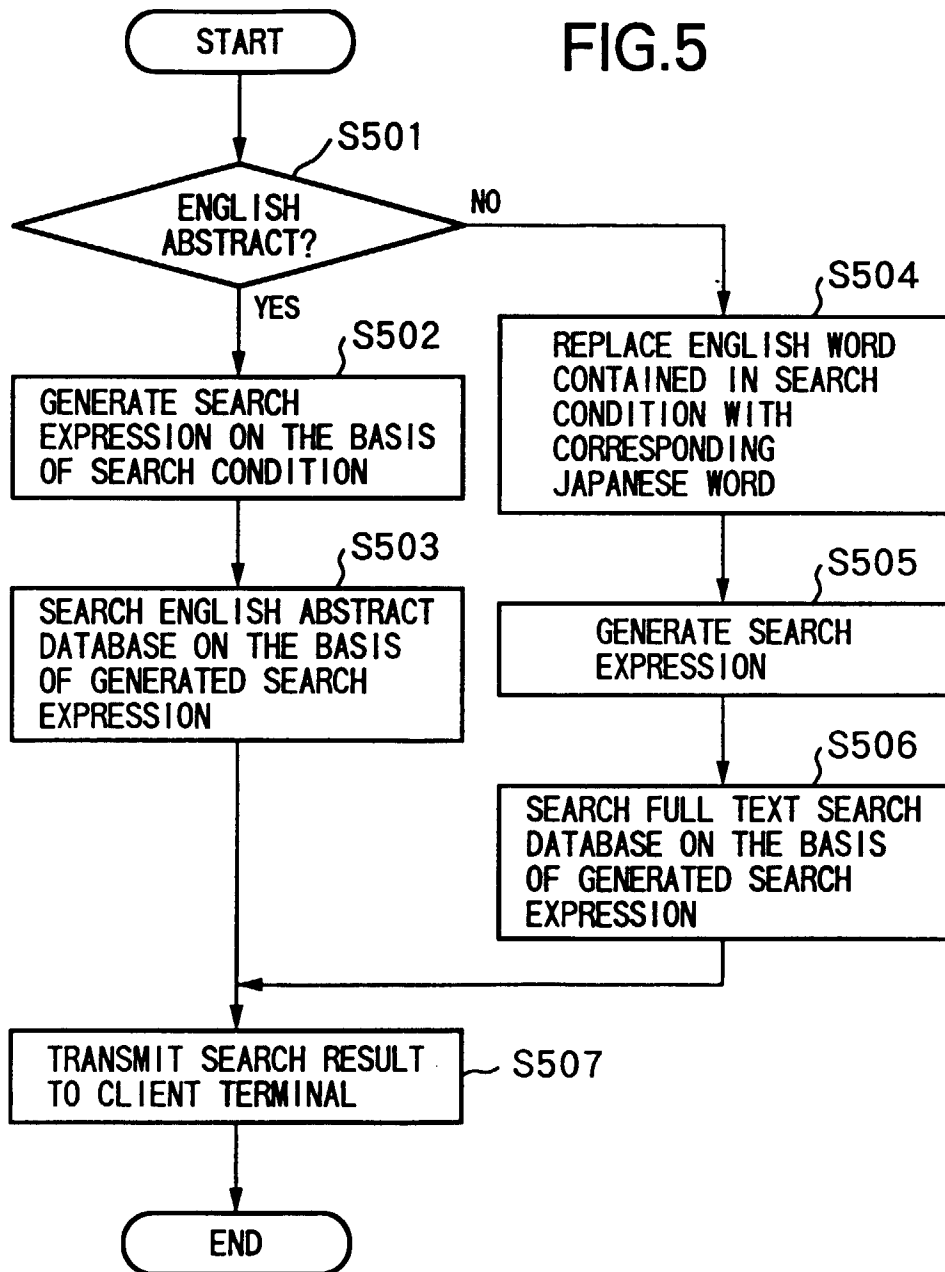 START
FIG.5
S501
ENGLISH
ABSTRACT?
NO
YES
S502
GENERATE SEARCH
EXPRESSION ON THE BASIS
OF SEARCH CONDITION
S503
SEARCH ENGLISH ABSTRACT
DATABASE ON THE BASIS
OF GENERATED SEARCH
EXPRESSION
S504
REPLACE ENGLISH WORD
CONTAINED IN SEARCH
CONDITION WITH
CORRESPONDING
JAPANESE WORD
S505
GENERATE SEARCH
EXPRESSION
S506
SEARCH FULL TEXT SEARCH
DATABASE ON THE BASIS
OF GENERATED SEARCH
EXPRESSION
TRANSMIT SEARCH RESULT
TO CLIENT TERMINAL
S507
END